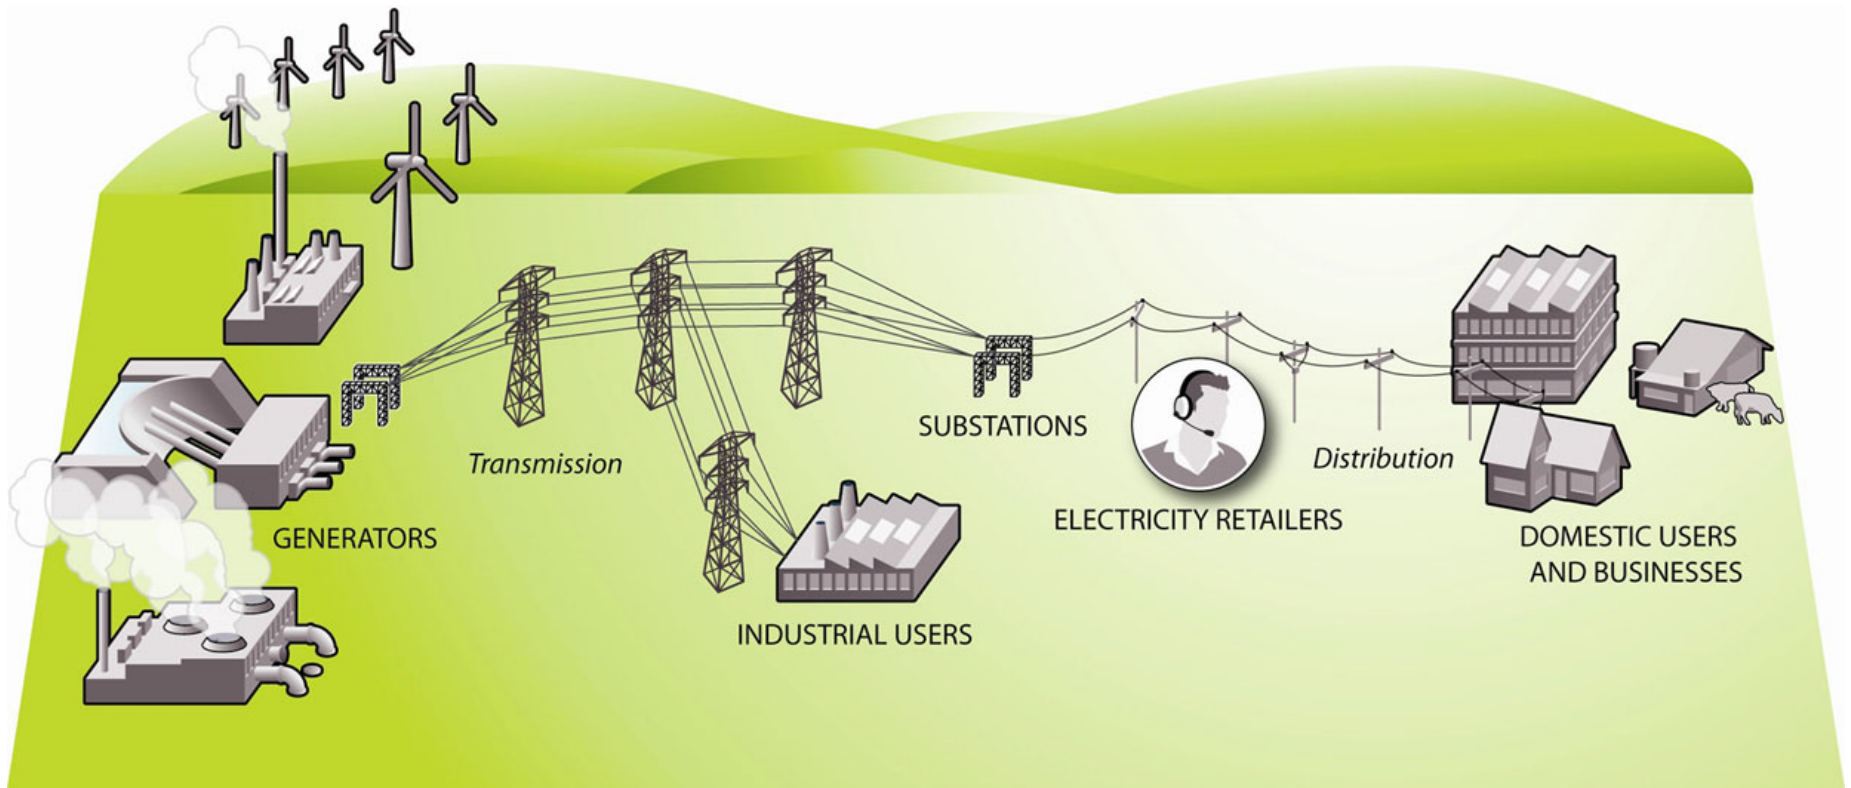 SUBSTATIONS
Transmission
Distribution
ELECTRICITY RETAILERS
GENERATORS
DOMESTIC USERS
AND BUSINESSES
INDUSTRIAL USERS